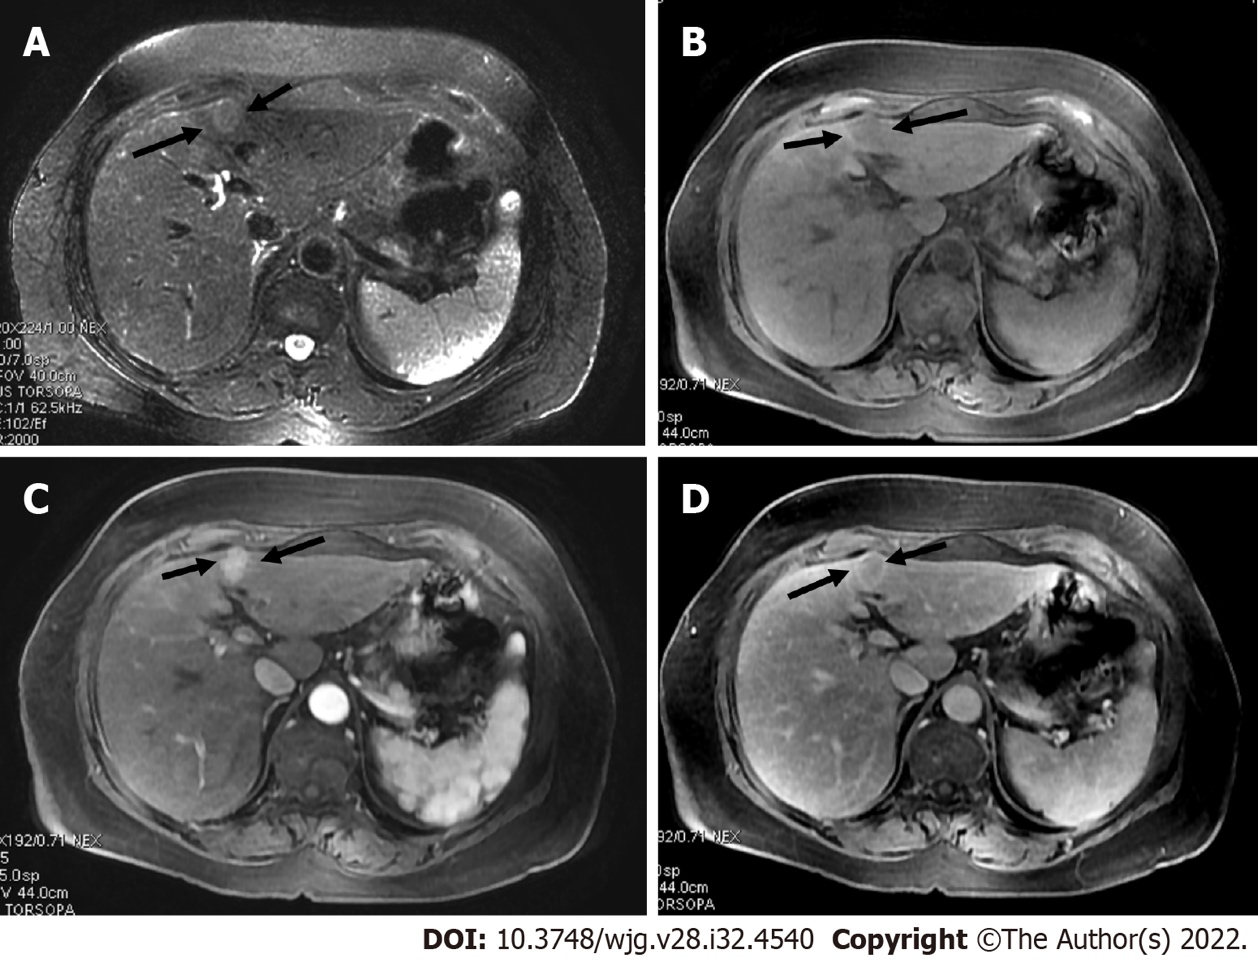 A
0X224/1.00 NEX
:00
0/7.0sp
FOV 40.0cm
US TORSOPA
C:1/1 62.5kHz
E:102/Ef
R:2000
B
92/0.71 NEX
0sp
44.0cm
C
X192/0.71 NEX
5
5.0sp
V 44.0cm
TORSOPA
D
92/0.71 NEX
0sp
44.0cm
ORSOPA
DOI: 10.3748/wjg.v28.i32.4540 Copyright ©The Author(s) 2022.